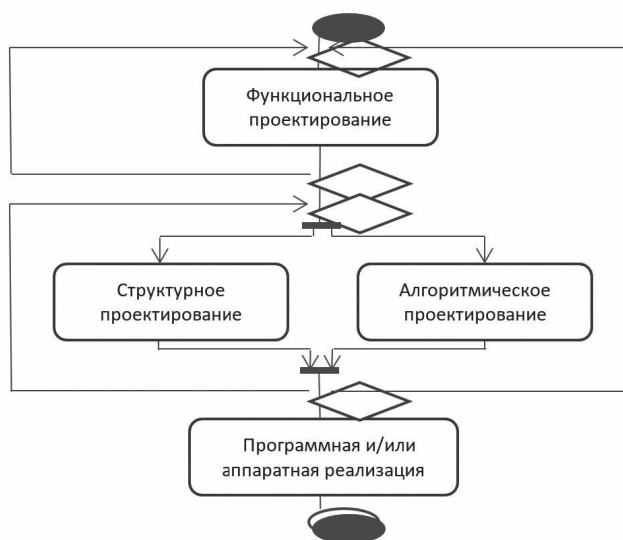 Функциональное
проектирование
Структурное
проектирование
Алгоритмическое
проектирование
Программная и/или
аппаратная реализация